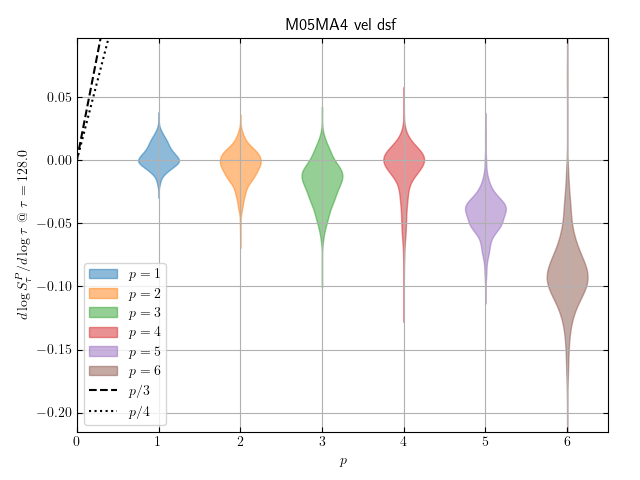 M05MA4 vel dsf
d log S_τ^P / d log τ @ τ = 128.0
0.05
0.00
−0.05
−0.10
−0.15
−0.20
p = 1
p = 2
p = 3
p = 4
p = 5
p = 6
p/3
p/4
0 1 2 3 4 5 6
p